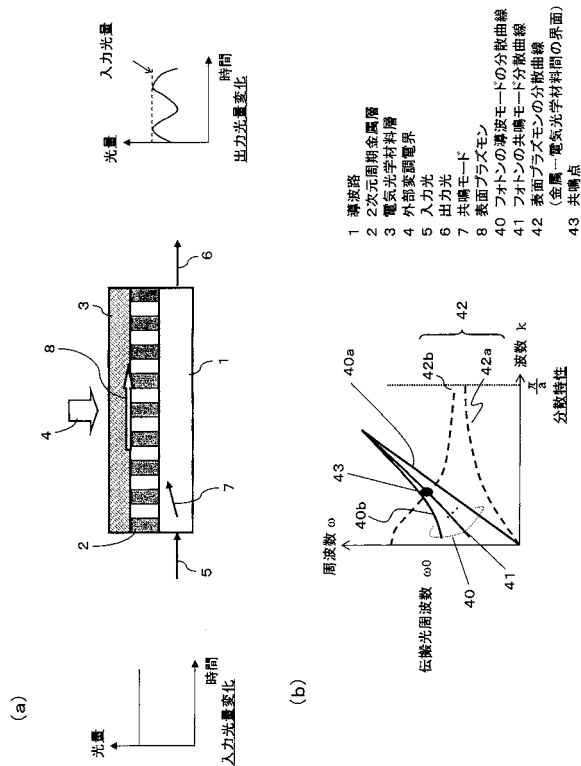 (a)
光量
時間
入力光量変化
4
8
3
2
5
7
1
6
光量
入力光量
時間
出力光量変化
(b)
周波数 ω
伝搬光周波数 ω0
40b
43
40a
42b
42
42a
40
41
π/a
波数 k
分散特性
1 導波路
2 2次元周期金属層
3 電気光学材料層
4 外部変調電界
5 入力光
6 出力光
7 共鳴モード
8 表面プラズモン
40 フォトンの導波モードの分散曲線
41 フォトンの共鳴モード分散曲線
42 表面プラズモンの分散曲線
(金属ー電気光学材料間の界面)
43 共鳴点